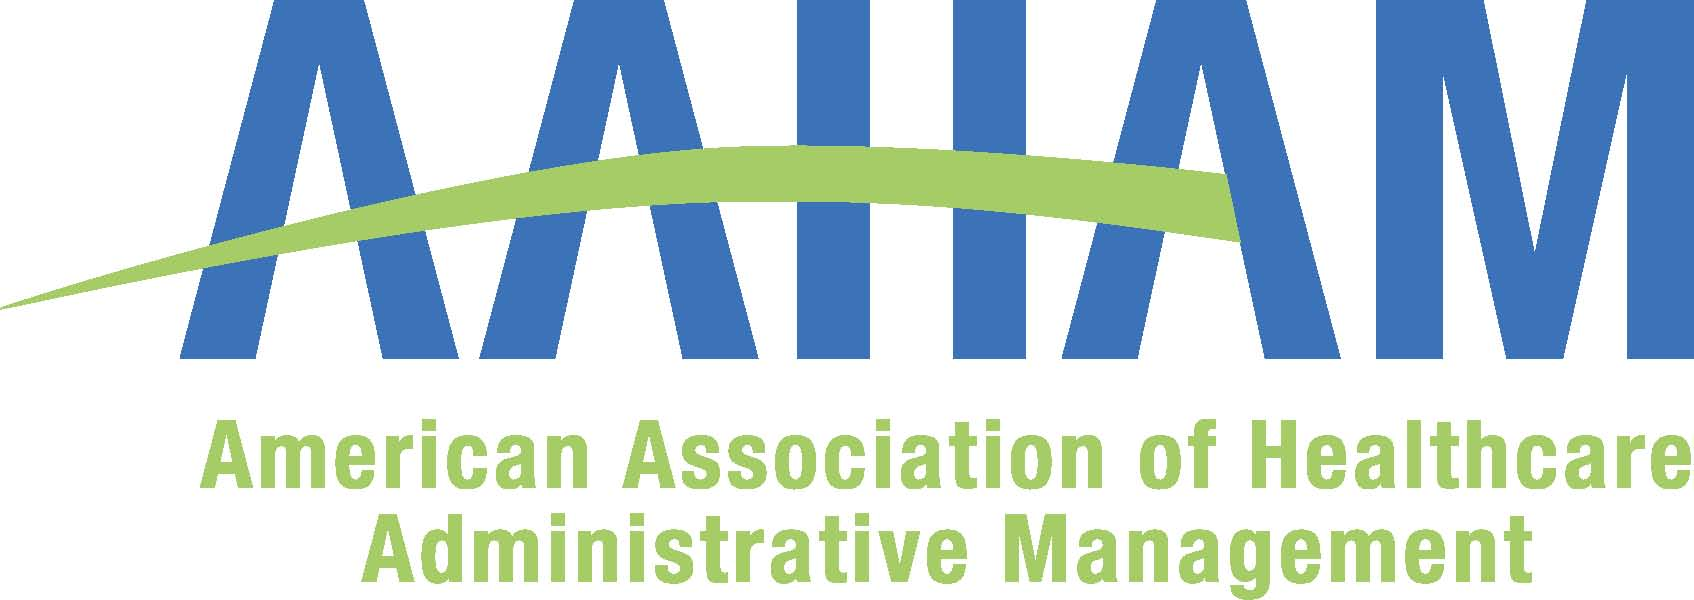 AAHAM
American Association of Healthcare
Administrative Management